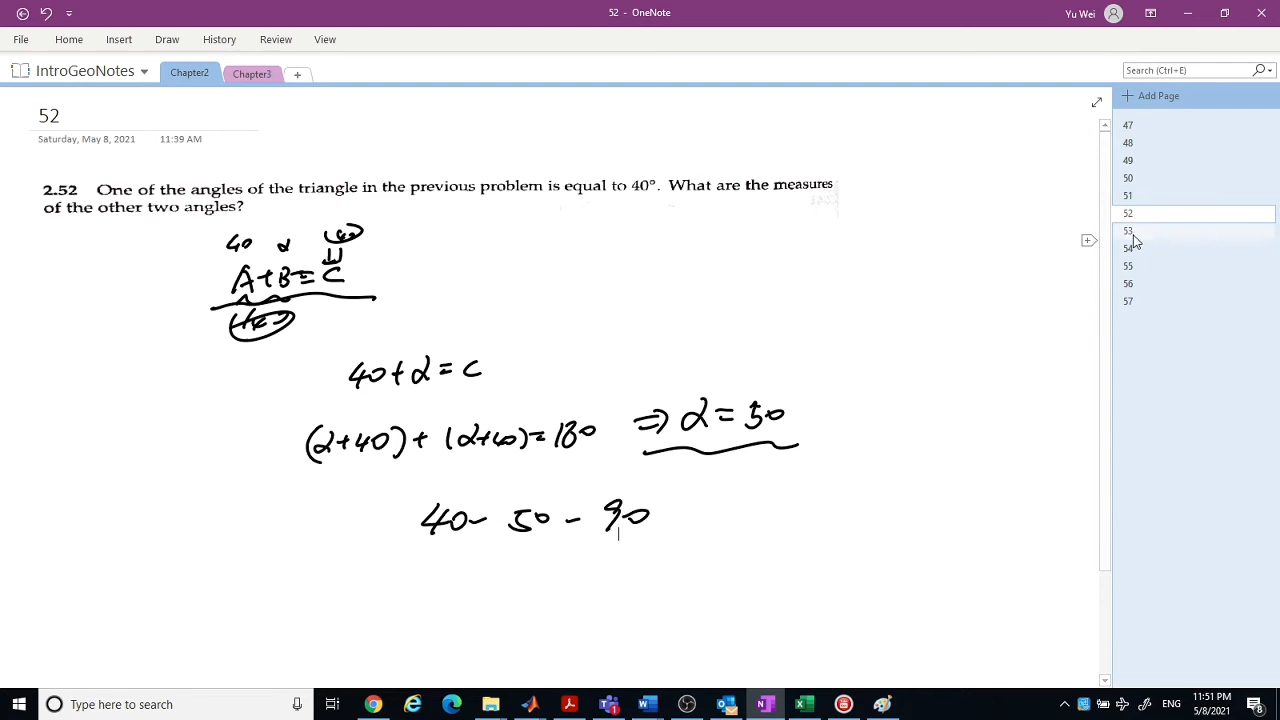 52 - OneNote
Yu Wei
File Home Insert Draw History Review View
IntroGeoNotes Chapter2 Chapter3 +
Search (Ctrl+E)
52
Saturday, May 8, 2021 11:39 AM
2.52 One of the angles of the triangle in the previous problem is equal to 40°. What are the measures
of the other two angles?
40 α
A+B=C
40+α=C
(α+40)+(α+40)=180 ⇒ α=50
40- 50 - 90
Add Page
47
48
49
50
51
52
53
54
55
56
57
Type here to search
ENG
11:51 PM
5/8/2021
8